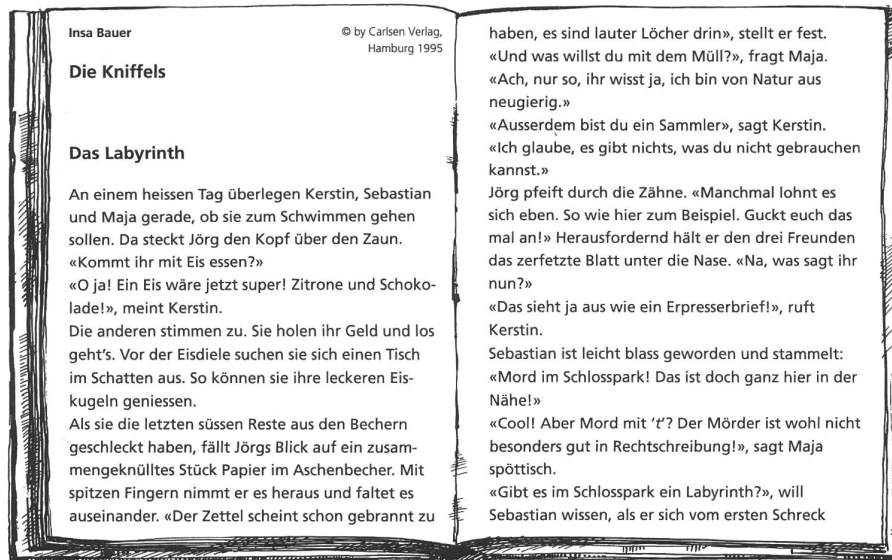 Insa Bauer
© by Carlsen Verlag,
Hamburg 1995
Die Kniffels
Das Labyrinth
An einem heissen Tag überlegen Kerstin, Sebastian
und Maja gerade, ob sie zum Schwimmen gehen
sollen. Da steckt Jörg den Kopf über den Zaun.
«Kommt ihr mit Eis essen?»
«O ja! Ein Eis wäre jetzt super! Zitrone und Schoko-
lade!», meint Kerstin.
Die anderen stimmen zu. Sie holen ihr Geld und los
geht's. Vor der Eisdiele suchen sie sich einen Tisch
im Schatten aus. So können sie ihre leckeren Eis-
kugeln geniessen.
Als sie die letzten süssen Reste aus den Bechern
geschleckt haben, fällt Jörgs Blick auf ein zusam-
mengeknülltes Stück Papier im Aschenbecher. Mit
spitzen Fingern nimmt er es heraus und faltet es
auseinander. «Der Zettel scheint schon gebrannt zu
haben, es sind lauter Löcher drin», stellt er fest.
«Und was willst du mit dem Müll?», fragt Maja.
«Ach, nur so, ihr wisst ja, ich bin von Natur aus
neugierig.»
«Ausserdem bist du ein Sammler», sagt Kerstin.
«Ich glaube, es gibt nichts, was du nicht gebrauchen
kannst.»
Jörg pfeift durch die Zähne. «Manchmal lohnt es
sich eben. So wie hier zum Beispiel. Guckt euch das
mal an!» Herausfordernd hält er den drei Freunden
das zerfetzte Blatt unter die Nase. «Na, was sagt ihr
nun?»
«Das sieht ja aus wie ein Erpresserbrief!», ruft
Kerstin.
Sebastian ist leicht blass geworden und stammelt:
«Mord im Schlosspark! Das ist doch ganz hier in der
Nähe!»
«Cool! Aber Mord mit 't'? Der Mörder ist wohl nicht
besonders gut in Rechtschreibung!», sagt Maja
spöttisch.
«Gibt es im Schlosspark ein Labyrinth?», will
Sebastian wissen, als er sich vom ersten Schreck